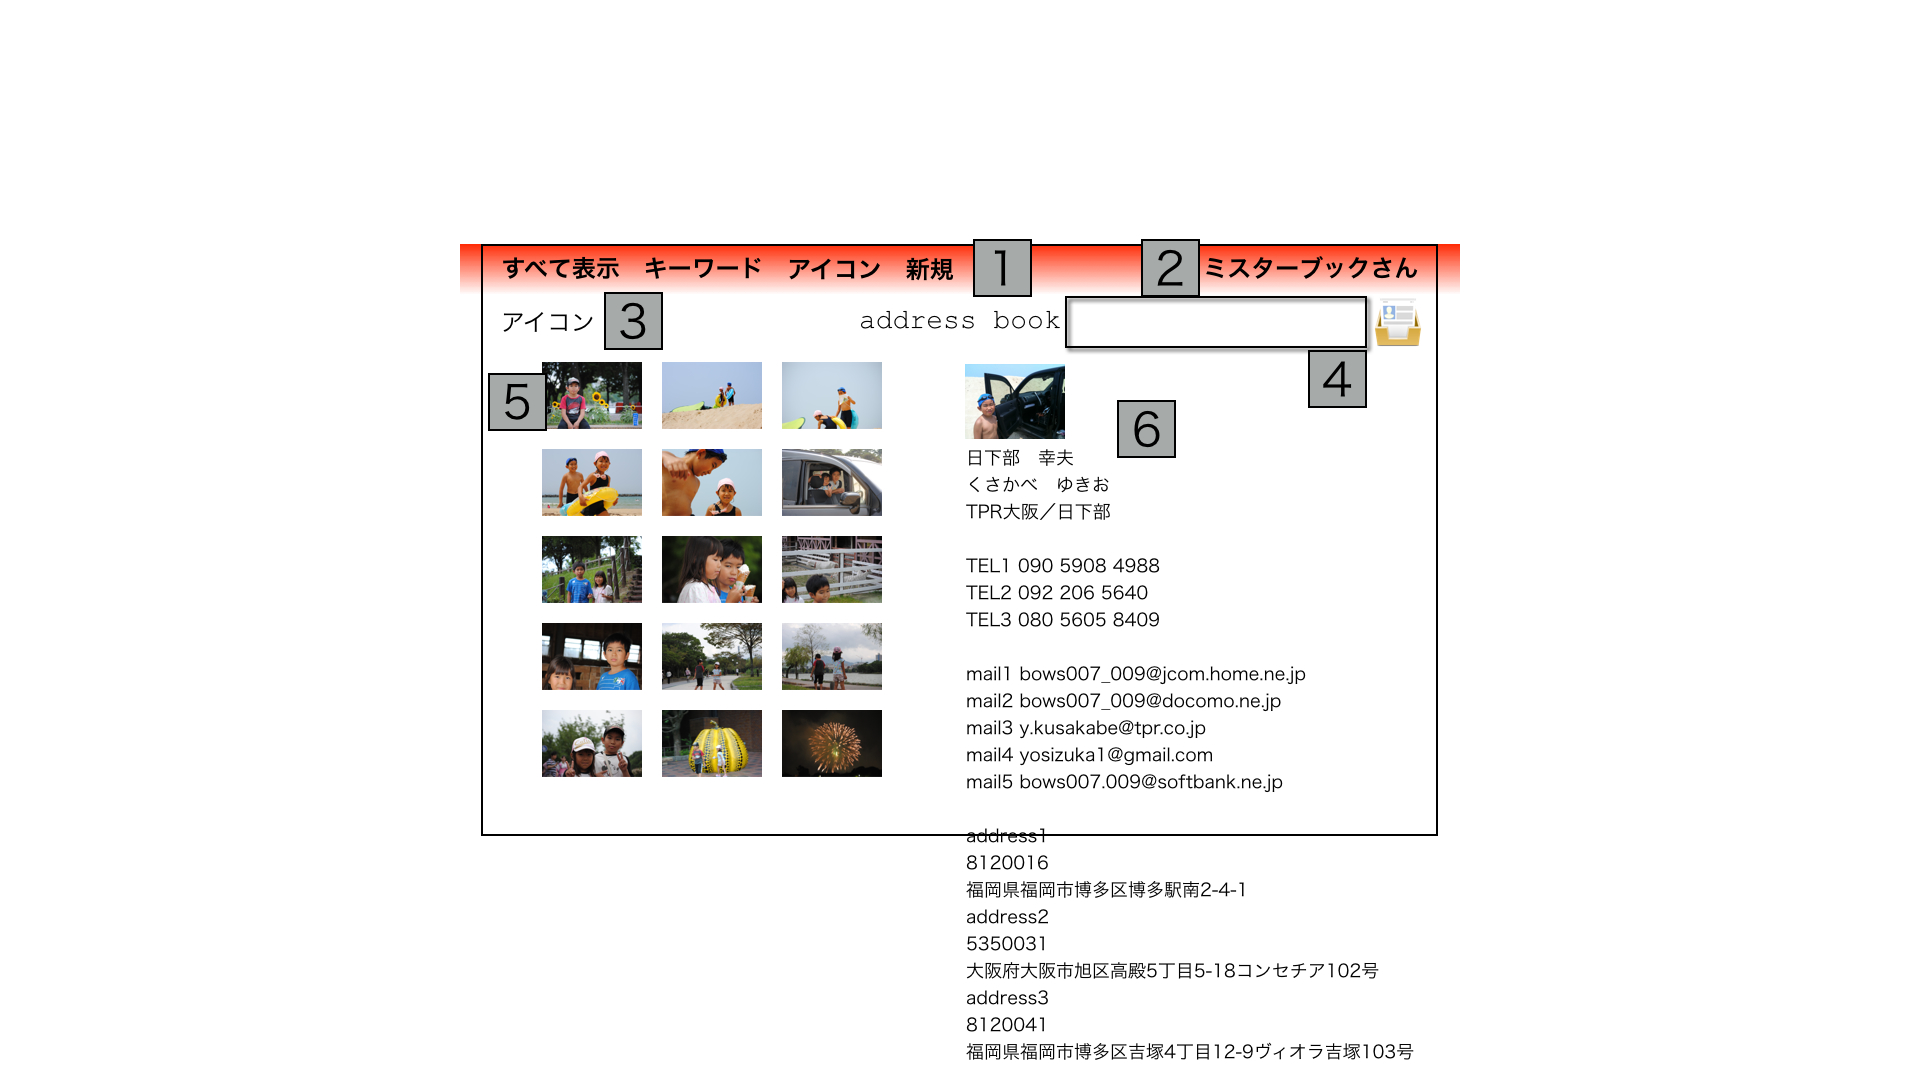 すべて表示　キーワード　アイコン　新規 1 2 ミスターブックさん
アイコン 3 address book
4
5
6
日下部　幸夫
くさかべ　ゆきお
TPR大阪／日下部
TEL1 090 5908 4988
TEL2 092 206 5640
TEL3 080 5605 8409
mail1 bows007_009@jcom.home.ne.jp
mail2 bows007_009@docomo.ne.jp
mail3 y.kusakabe@tpr.co.jp
mail4 yosizuka1@gmail.com
mail5 bows007.009@softbank.ne.jp
address1
8120016
福岡県福岡市博多区博多駅南2-4-1
address2
5350031
大阪府大阪市旭区高殿5丁目5-18コンセチア102号
address3
8120041
福岡県福岡市博多区吉塚4丁目12-9ヴィオラ吉塚103号